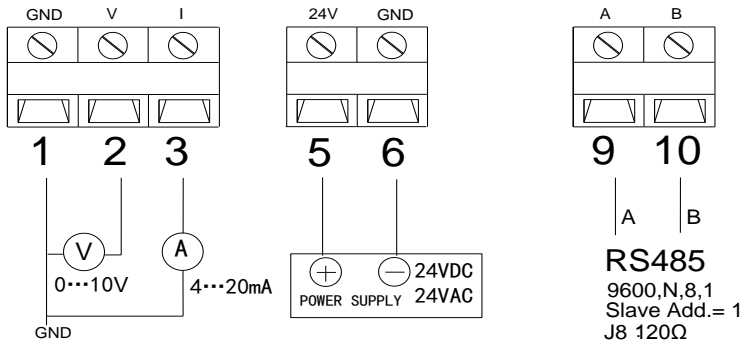 GND V I 24V GND A B
1 2 3 5 6 9 10
A B
V A
0···10V 4···20mA
GND
+ − 24VDC
POWER SUPPLY 24VAC
RS485
9600,N,8,1
Slave Add.= 1
J8 120Ω